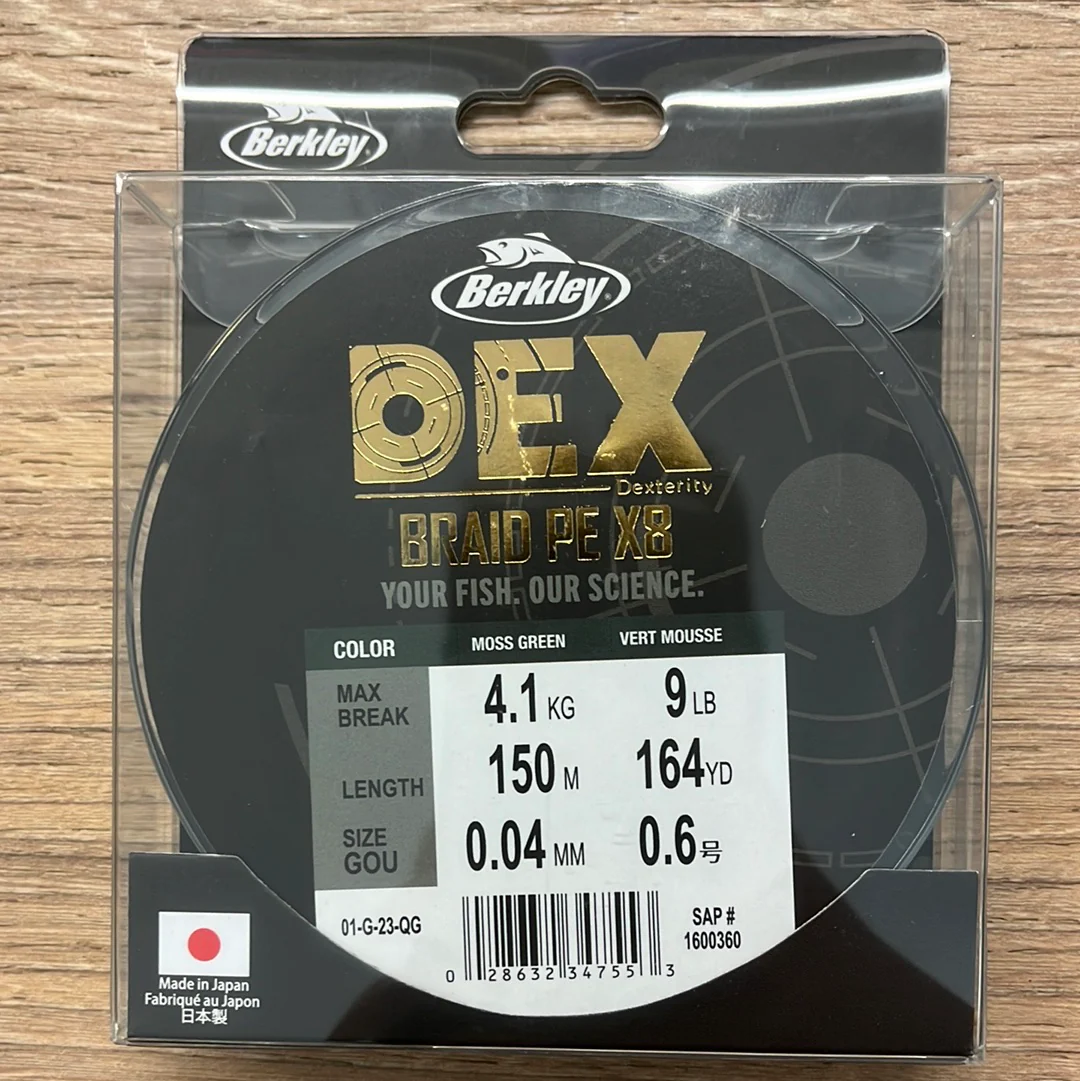 Berkley
Berkley
DEX
Dexterity
BRAID PE X8
YOUR FISH. OUR SCIENCE.
COLOR MOSS GREEN VERT MOUSSE
MAX BREAK 4.1 KG 9 LB
LENGTH 150 M 164 YD
SIZE GOU 0.04 MM 0.6 号
01-G-23-QG
SAP #
1600360
0 28632 34755 3
Made in Japan
Fabriqué au Japon
日本製